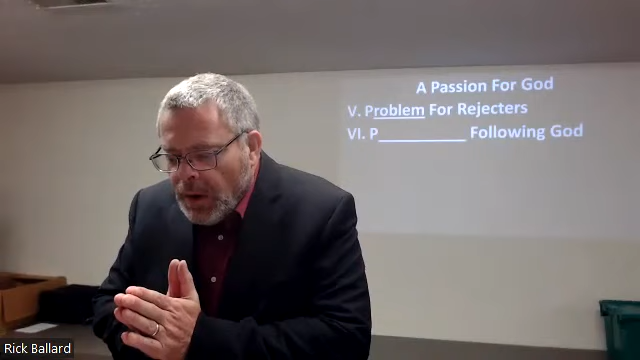 A Passion For God
V. Problem For Rejecters
VI. P__________ Following God
Rick Ballard